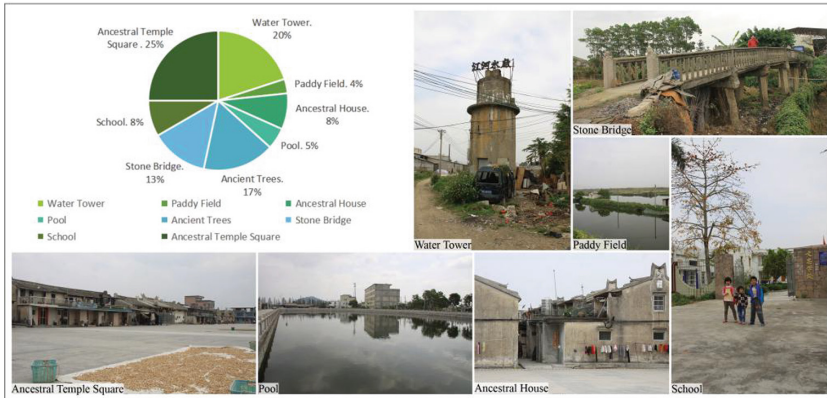 Ancestral Temple
Square . 25%
Water Tower.
20%
Paddy Field. 4%
Ancestral House.
8%
School. 8%
Pool. 5%
Stone Bridge.
13%
Ancient Trees.
17%
Water Tower
Paddy Field
Ancestral House
Pool
Ancient Trees
Stone Bridge
School
Ancestral Temple Square
Water Tower
Stone Bridge
Paddy Field
Ancestral Temple Square
Pool
Ancestral House
School